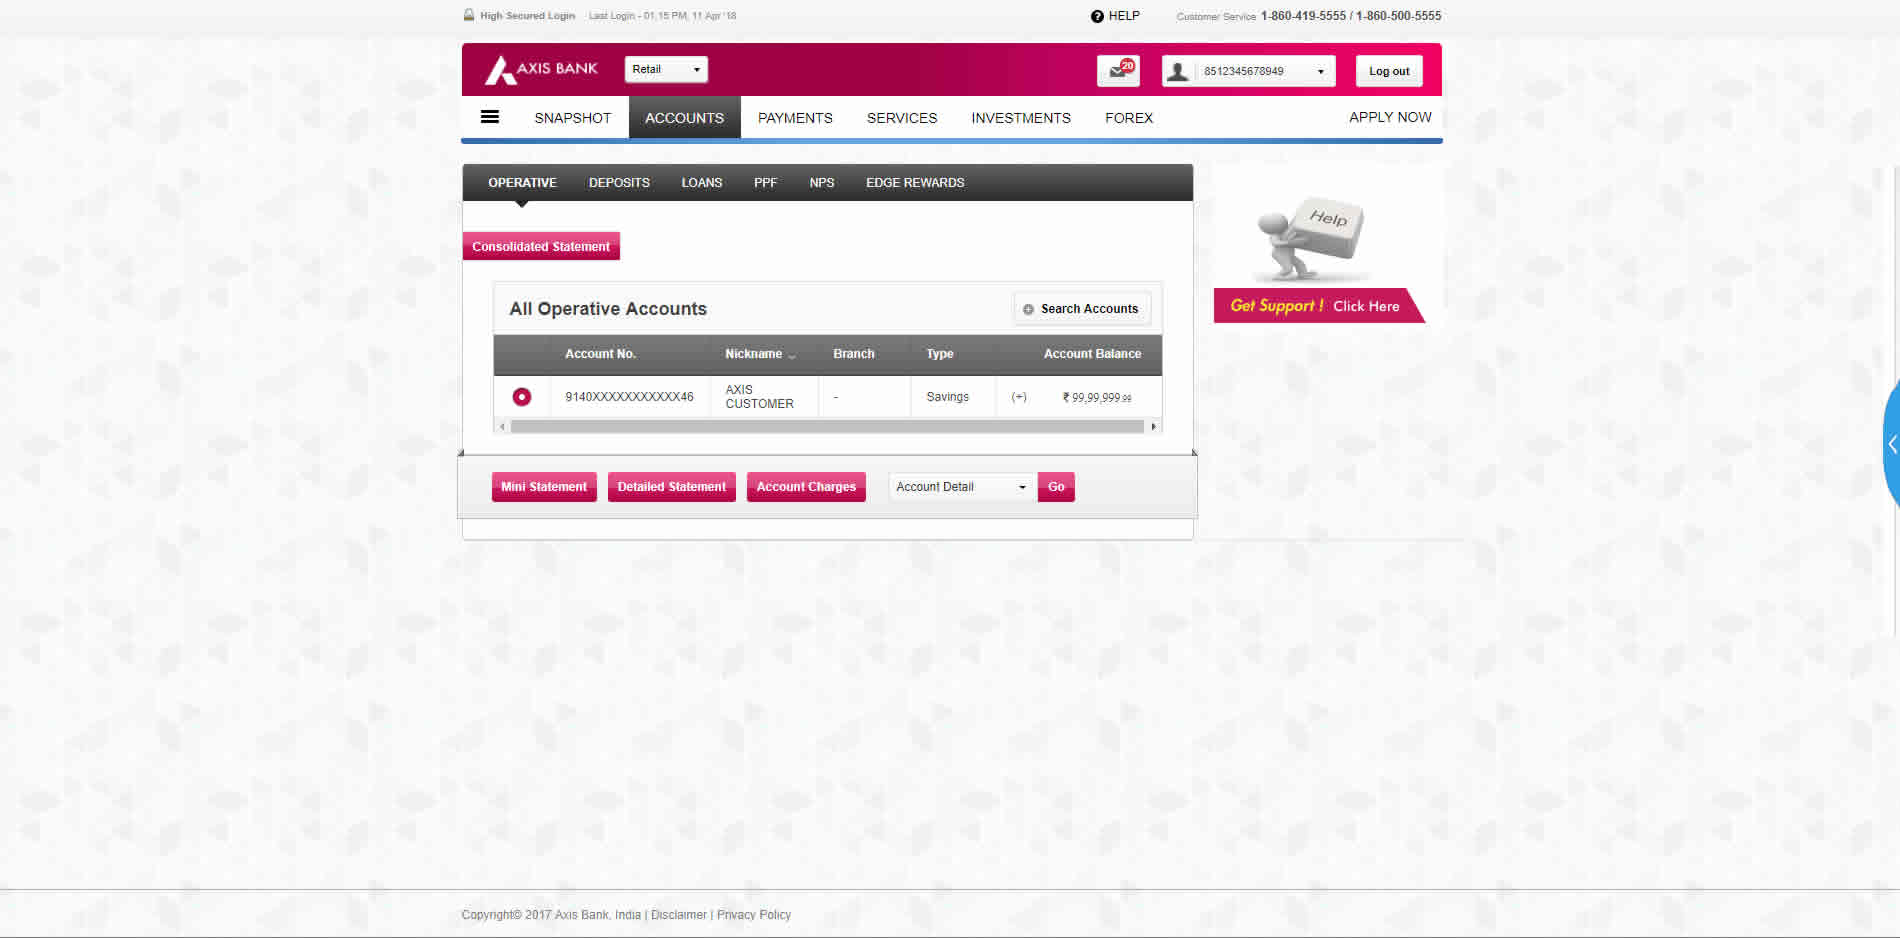 High Secured Login Last Login - 01.15 PM, 11 Apr '18 HELP Customer Service 1-860-419-5555 / 1-860-500-5555
AXIS BANK Retail 20 8512345678949 Log out
SNAPSHOT ACCOUNTS PAYMENTS SERVICES INVESTMENTS FOREX APPLY NOW
OPERATIVE DEPOSITS LOANS PPF NPS EDGE REWARDS
Help
Consolidated Statement
Get Support ! Click Here
All Operative Accounts Search Accounts
Account No. Nickname Branch Type Account Balance
9140XXXXXXXXXXX46 AXIS CUSTOMER - Savings (+) ₹ 99,99,999.99
Mini Statement Detailed Statement Account Charges Account Detail Go
Copyright© 2017 Axis Bank, India | Disclaimer | Privacy Policy